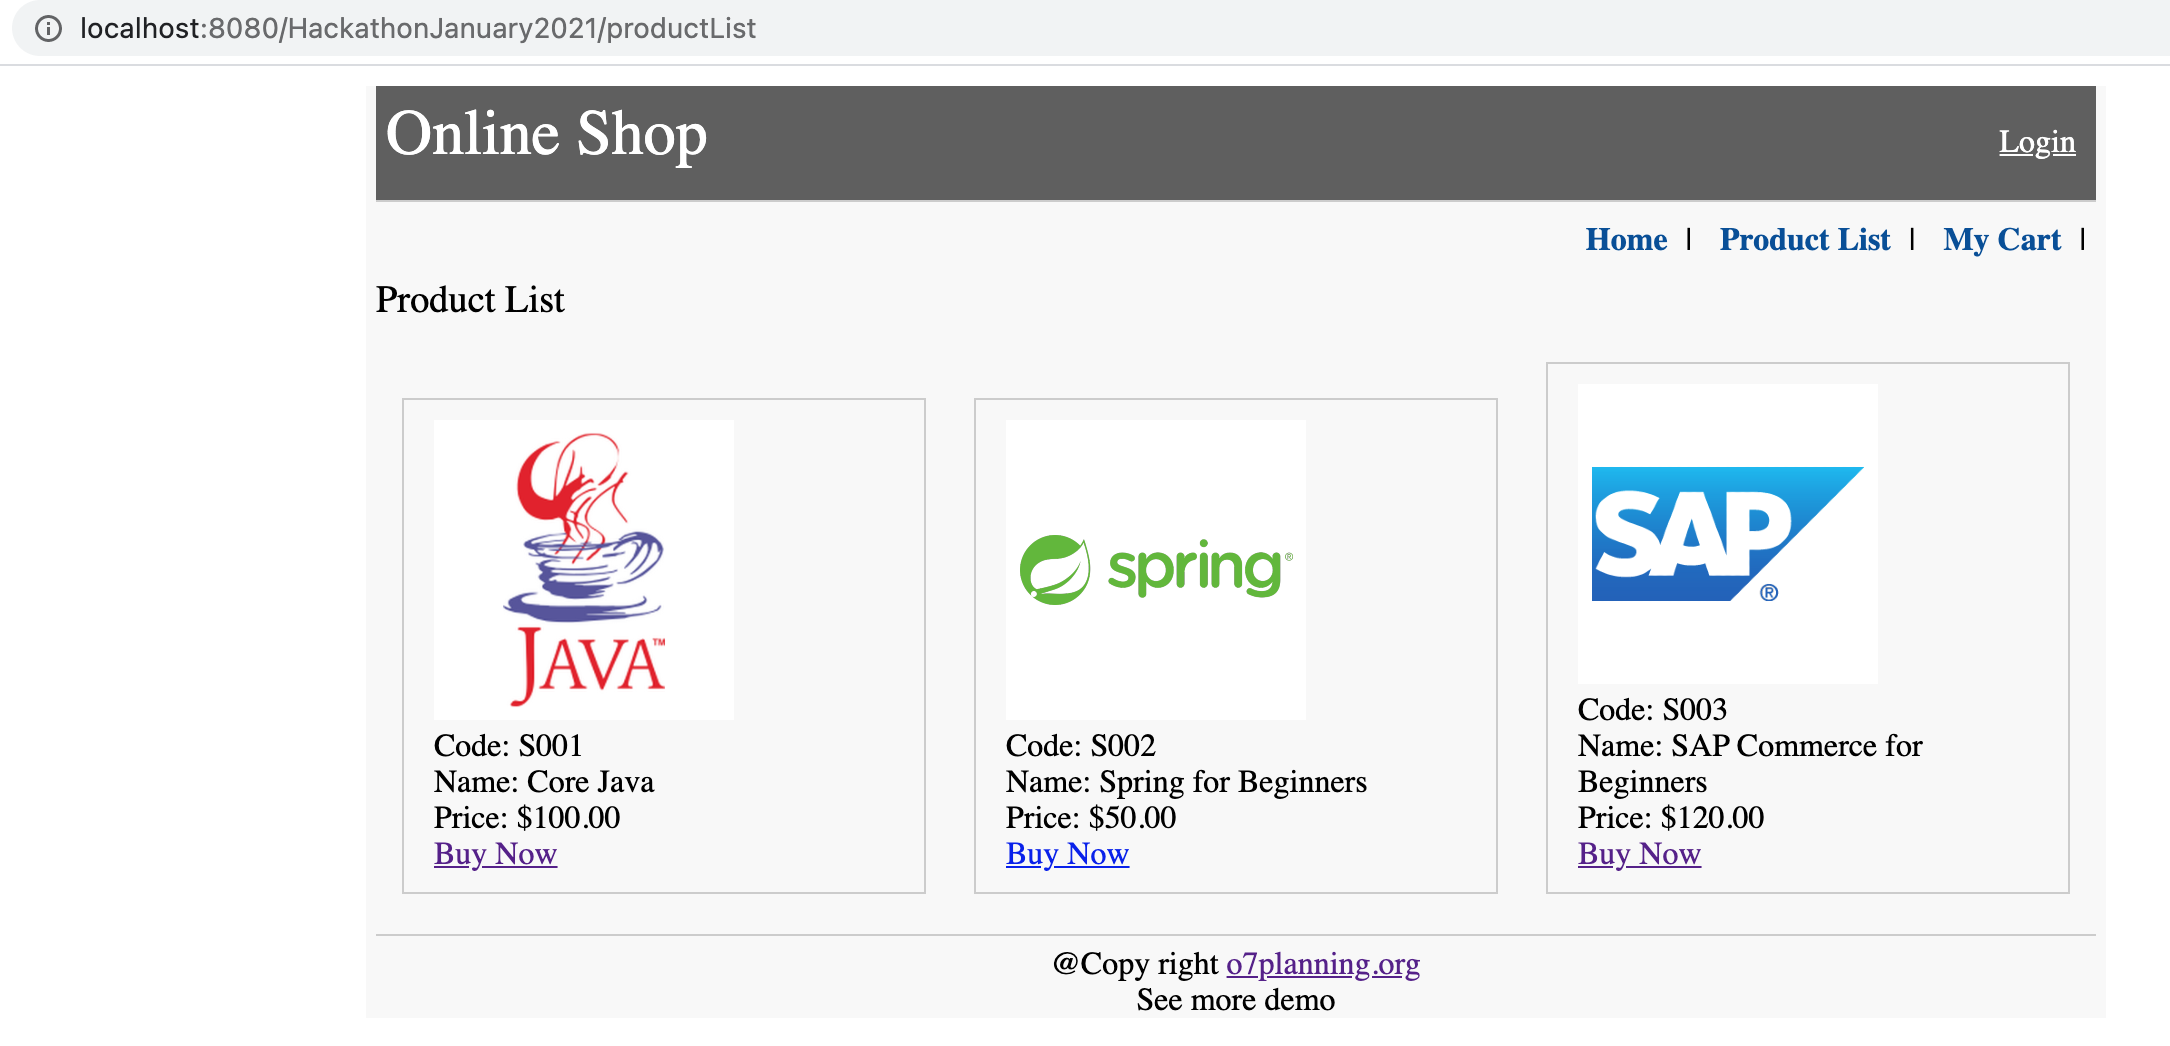 localhost:8080/HackathonJanuary2021/productList
Online Shop
Login
Home | Product List | My Cart |
Product List
JAVA™
Code: S001
Name: Core Java
Price: $100.00
Buy Now
spring®
Code: S002
Name: Spring for Beginners
Price: $50.00
Buy Now
SAP®
Code: S003
Name: SAP Commerce for
Beginners
Price: $120.00
Buy Now
@Copy right o7planning.org
See more demo